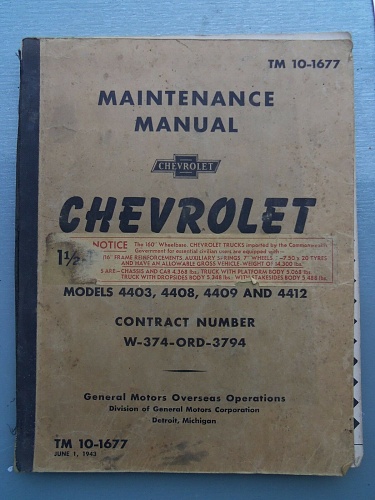 TM 10-1677
MAINTENANCE
MANUAL
CHEVROLET
CHEVROLET
1½-
NOTICE The 160" Wheelbase CHEVROLET TRUCKS imported by the Commonwealth
Government for essential civilian users are equipped with
FRAME REINFORCEMENTS, AUXILIARY SPRINGS, 7" WHEELS 7.50 x 20 TYRES
AND HAVE AN ALLOWABLE GROSS VEHICLE WEIGHT OF 14,300 lbs.
CHASSIS AND CAB 4,368 lbs. TRUCK WITH PLATFORM BODY 5,068 lbs.
TRUCK WITH DROPSIDES BODY 5,348 lbs. WITH STAKESIDES BODY 5,488 lbs.
MODELS 4403, 4408, 4409 AND 4412
CONTRACT NUMBER
W-374-ORD-3794
General Motors Overseas Operations
Division of General Motors Corporation
Detroit, Michigan
TM 10-1677
JUNE 1, 1943